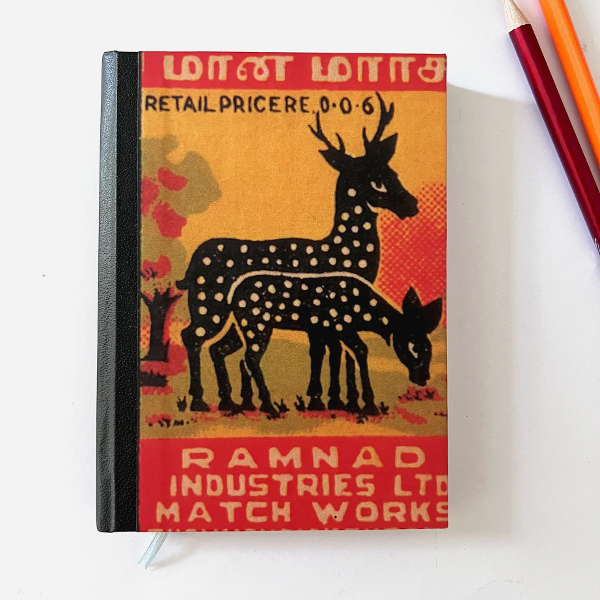 மான் மார்க
RETAIL PRICE RE. 0·0·6
RAMNAD
INDUSTRIES LTD
MATCH WORKS